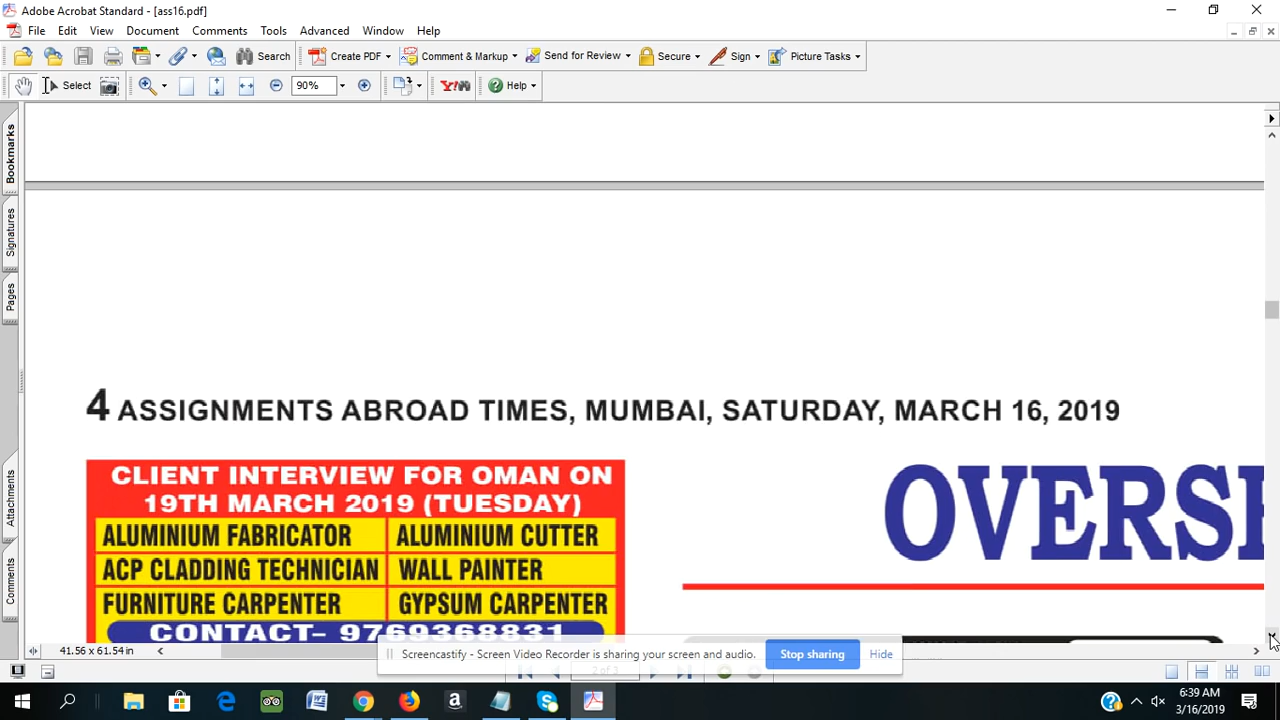 Adobe Acrobat Standard - [ass16.pdf]
File Edit View Document Comments Tools Advanced Window Help
Search Create PDF Comment & Markup Send for Review Secure Sign Picture Tasks
Select 90% Y! Help
Bookmarks
Signatures
Pages
Attachments
Comments
4 ASSIGNMENTS ABROAD TIMES, MUMBAI, SATURDAY, MARCH 16, 2019
CLIENT INTERVIEW FOR OMAN ON
19TH MARCH 2019 (TUESDAY)
ALUMINIUM FABRICATOR ALUMINIUM CUTTER
ACP CLADDING TECHNICIAN WALL PAINTER
FURNITURE CARPENTER GYPSUM CARPENTER
CONTACT- 9769368831
OVERS
41.56 x 61.54 in
Screencastify - Screen Video Recorder is sharing your screen and audio. Stop sharing Hide
2 of 3
6:39 AM
3/16/2019